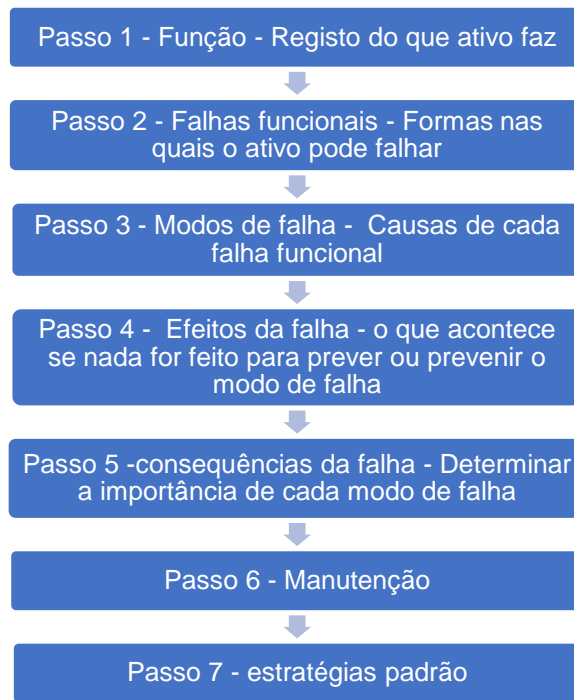 Passo 1 - Função - Registo do que ativo faz
Passo 2 - Falhas funcionais - Formas nas
quais o ativo pode falhar
Passo 3 - Modos de falha -  Causas de cada
falha funcional
Passo 4 -  Efeitos da falha - o que acontece
se nada for feito para prever ou prevenir o
modo de falha
Passo 5 -consequências da falha - Determinar
a importância de cada modo de falha
Passo 6 - Manutenção
Passo 7 - estratégias padrão